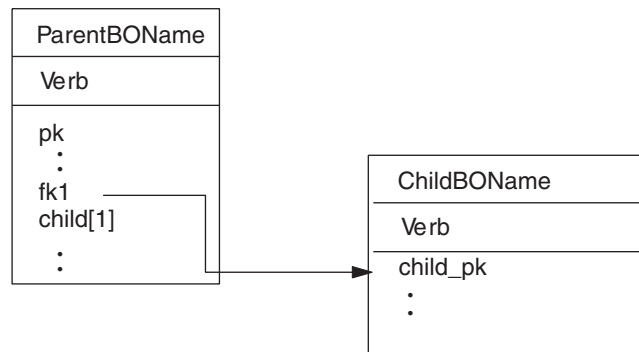 ParentBOName
Verb
pk
fk1
child[1]
ChildBOName
Verb
child_pk